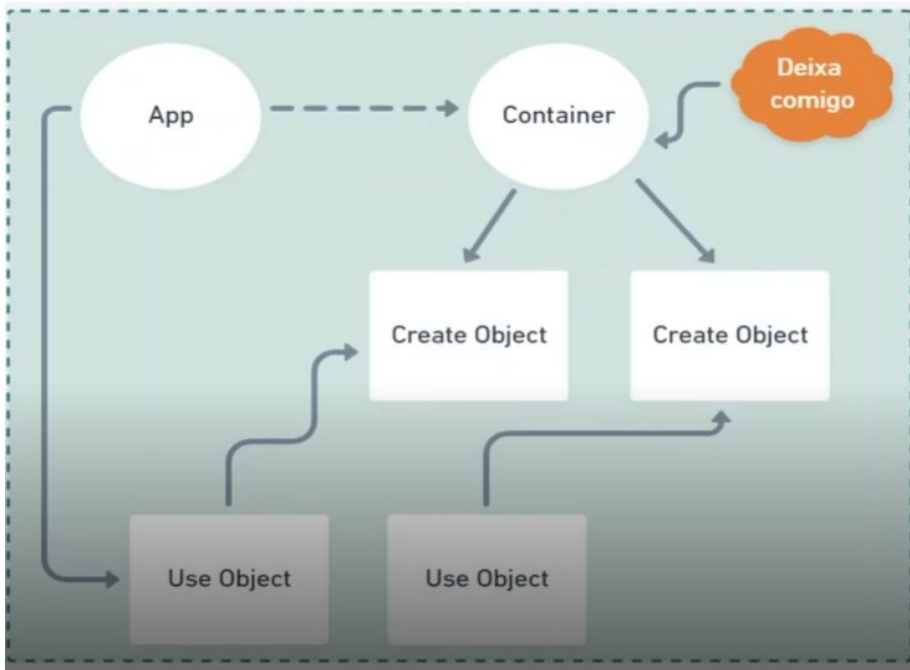 App
Container
Deixa
comigo
Create Object
Create Object
Use Object
Use Object